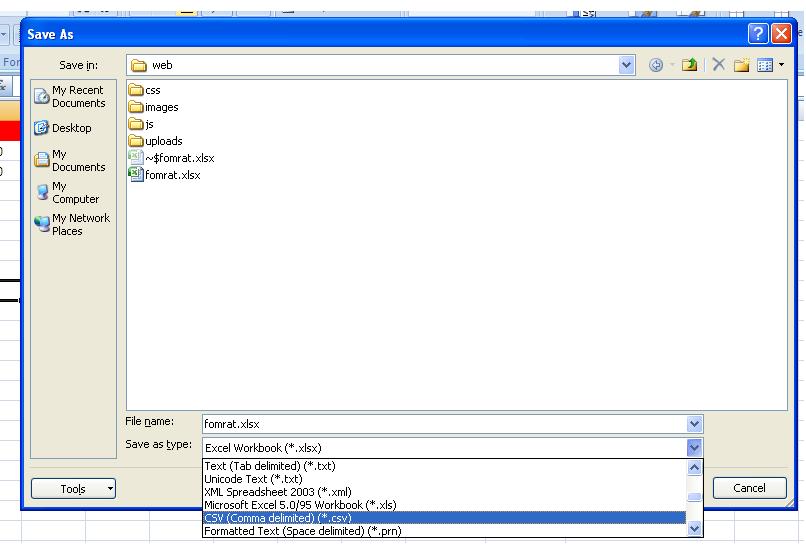 Save As
Save in:
web
For
My Recent
Documents
Desktop
My
Documents
My
Computer
My Network
Places
css
images
js
uploads
~$fomrat.xlsx
fomrat.xlsx
File name:
fomrat.xlsx
Save as type:
Excel Workbook (*.xlsx)
Text (Tab delimited) (*.txt)
Unicode Text (*.txt)
XML Spreadsheet 2003 (*.xml)
Microsoft Excel 5.0/95 Workbook (*.xls)
CSV (Comma delimited) (*.csv)
Formatted Text (Space delimited) (*.prn)
Tools
Cancel